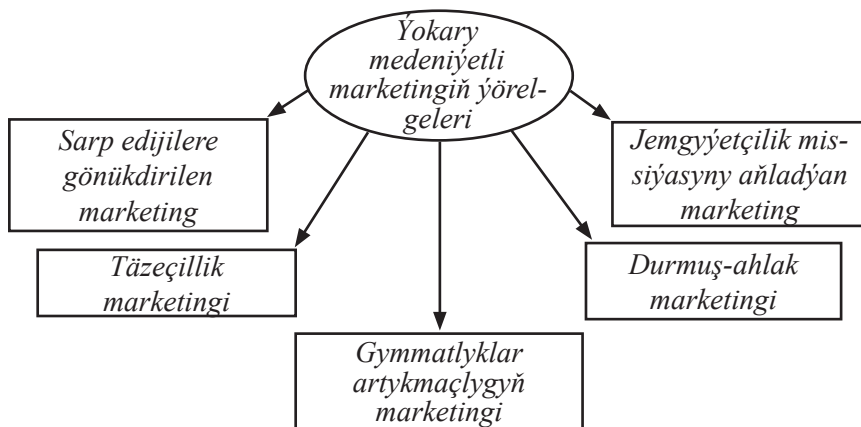 Ýokary
medeniýetli
marketingiň ýörel-
geleri
Sarp edijilere
gönükdirilen
marketing
Jemgyýetçilik mis-
siýasyny aňladýan
marketing
Täzeçillik
marketingi
Durmuş-ahlak
marketingi
Gymmatlyklar
artykmaçlygyň
marketingi